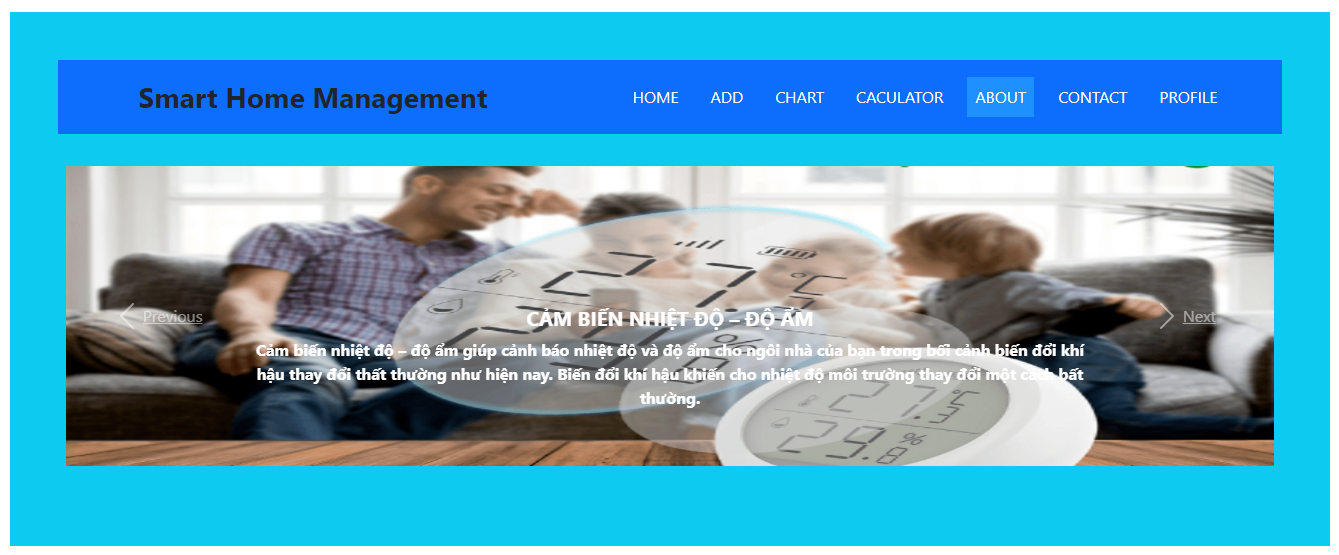 Smart Home Management
HOME ADD CHART CACULATOR ABOUT CONTACT PROFILE
27.
°C
Previous
CẢM BIẾN NHIỆT ĐỘ – ĐỘ ẨM
Next
Cảm biến nhiệt độ – độ ẩm giúp cảnh báo nhiệt độ và độ ẩm cho ngôi nhà của bạn trong bối cảnh biến đổi khí
hậu thay đổi thất thường như hiện nay. Biến đổi khí hậu khiến cho nhiệt độ môi trường thay đổi một cách bất
thường.
%
29.8